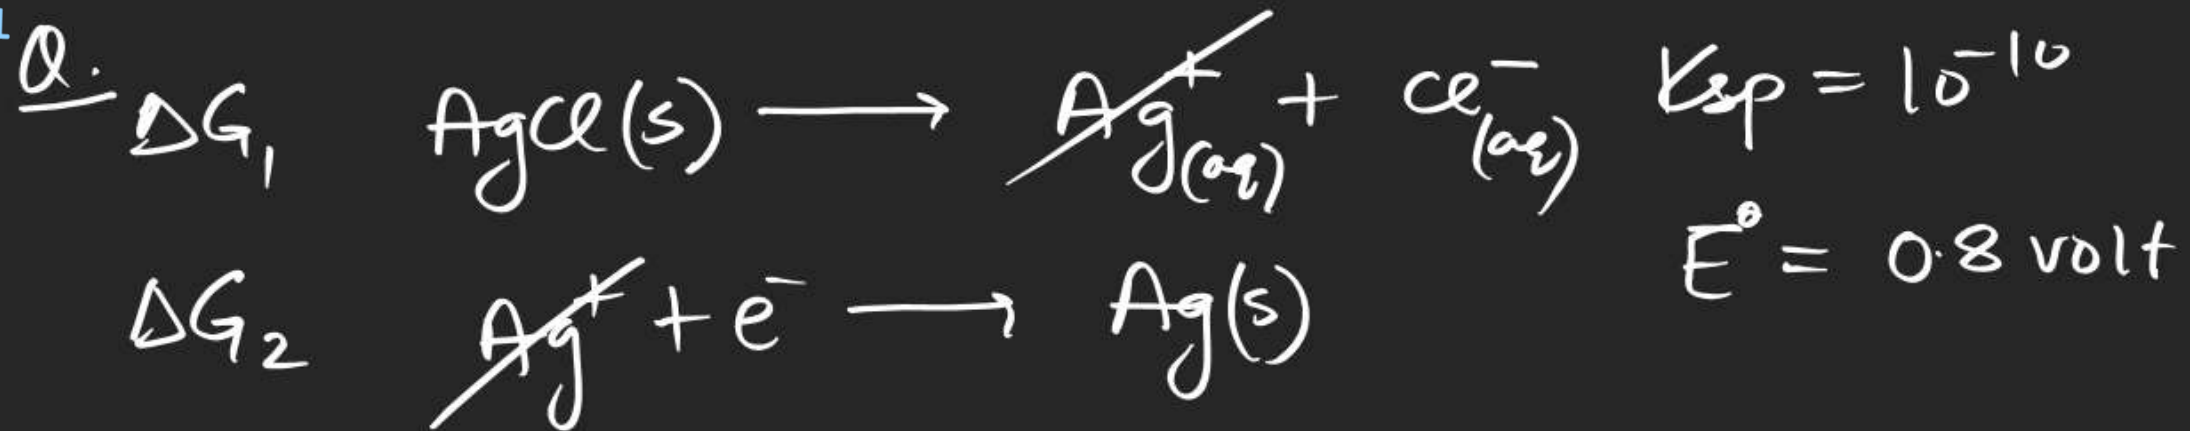 Q.
ΔG₁ AgCl(s) ⟶ Ag⁺(aq) + Cl⁻(aq) Ksp = 10⁻¹⁰
E° = 0.8 volt
ΔG₂ Ag⁺ + e⁻ ⟶ Ag(s)